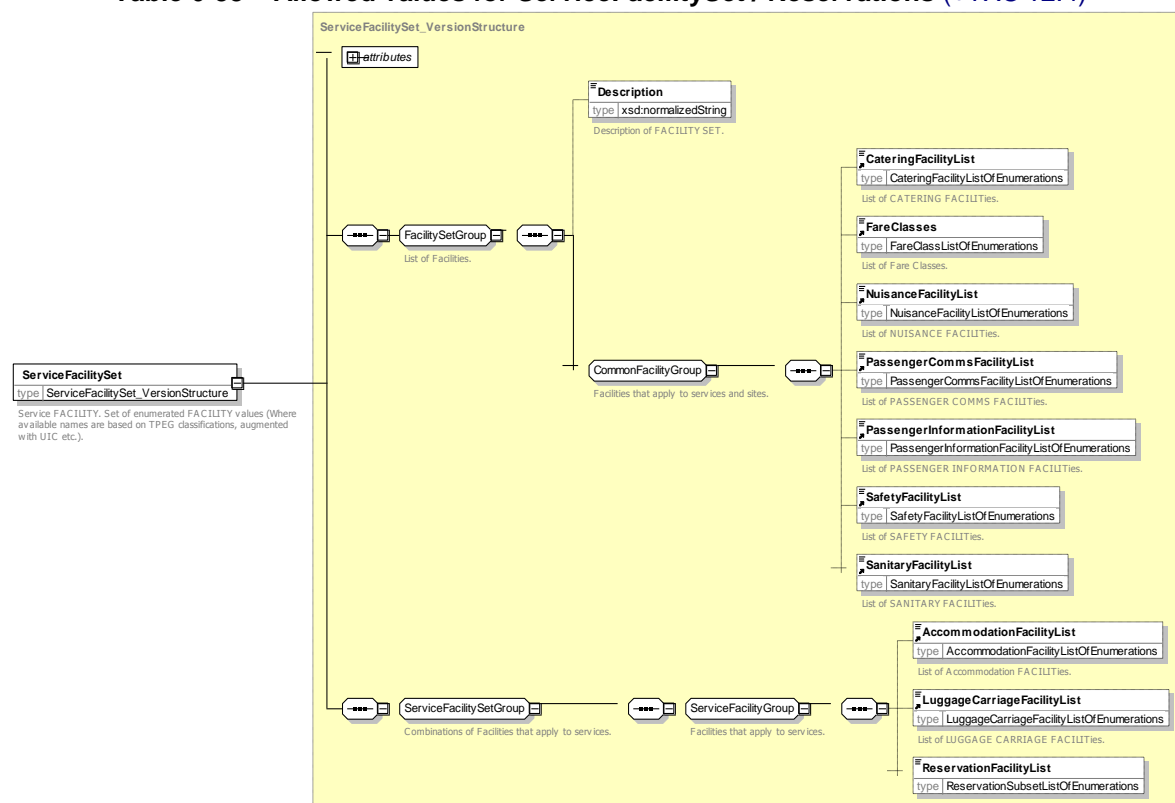 ServiceFacilitySet_VersionStructure
attributes
Description
type xsd:normalizedString
Description of FACILITY SET.
CateringFacilityList
type CateringFacilityListOfEnumerations
List of CATERING FACILITies.
FareClasses
type FareClassListOfEnumerations
List of Fare Classes.
FacilitySetGroup
List of Facilities.
NuisanceFacilityList
type NuisanceFacilityListOfEnumerations
List of NUISANCE FACILITies.
ServiceFacilitySet
type ServiceFacilitySet_VersionStructure
Service FACILITY. Set of enumerated FACILITY values (Where
available names are based on TPEG classifications, augmented
with UIC etc.).
CommonFacilityGroup
Facilities that apply to services and sites.
PassengerCommsFacilityList
type PassengerCommsFacilityListOfEnumerations
List of PASSENGER COMMS FACILITies.
PassengerInformationFacilityList
type PassengerInformationFacilityListOfEnumerations
List of PASSENGER INFORMATION FACILITies.
SafetyFacilityList
type SafetyFacilityListOfEnumerations
List of SAFETY FACILITies.
SanitaryFacilityList
type SanitaryFacilityListOfEnumerations
List of SANITARY FACILITies.
AccommodationFacilityList
type AccommodationFacilityListOfEnumerations
List of Accommodation FACILITies.
ServiceFacilitySetGroup
Combinations of Facilities that apply to services.
ServiceFacilityGroup
Facilities that apply to services.
LuggageCarriageFacilityList
type LuggageCarriageFacilityListOfEnumerations
List of LUGGAGE CARRIAGE FACILITies.
ReservationFacilityList
type ReservationSubsetListOfEnumerations